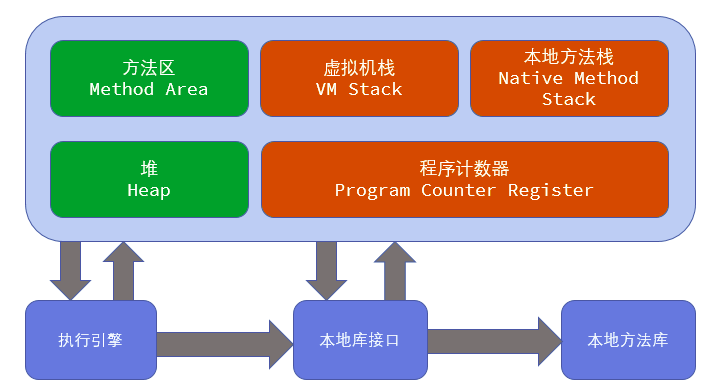 方法区
Method Area
虚拟机栈
VM Stack
本地方法栈
Native Method
Stack
堆
Heap
程序计数器
Program Counter Register
执行引擎
本地库接口
本地方法库